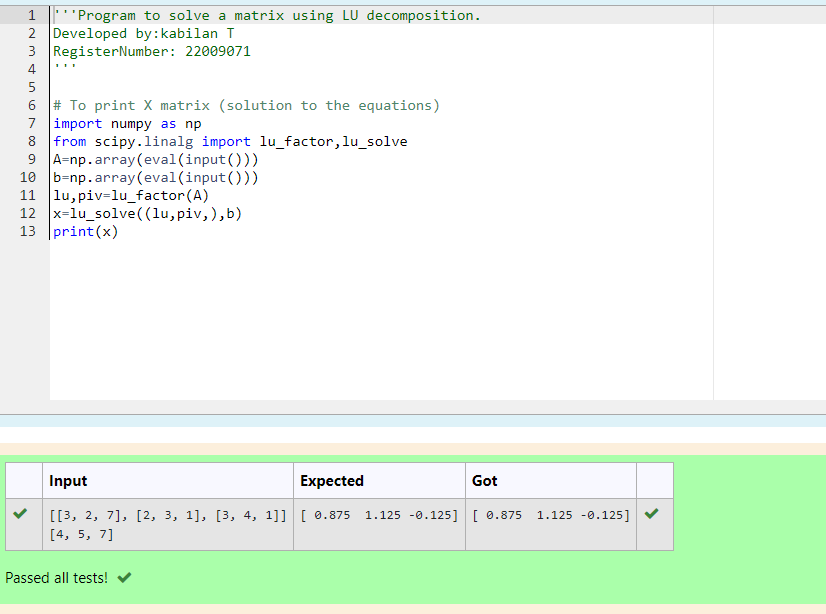 1 '''Program to solve a matrix using LU decomposition.
2 Developed by:kabilan T
3 RegisterNumber: 22009071
4 '''
5
6 # To print X matrix (solution to the equations)
7 import numpy as np
8 from scipy.linalg import lu_factor,lu_solve
9 A=np.array(eval(input()))
10 b=np.array(eval(input()))
11 lu,piv=lu_factor(A)
12 x=lu_solve((lu,piv,),b)
13 print(x)
Input Expected Got
[[3, 2, 7], [2, 3, 1], [3, 4, 1]] [ 0.875  1.125 -0.125] [ 0.875  1.125 -0.125]
[4, 5, 7]
Passed all tests!